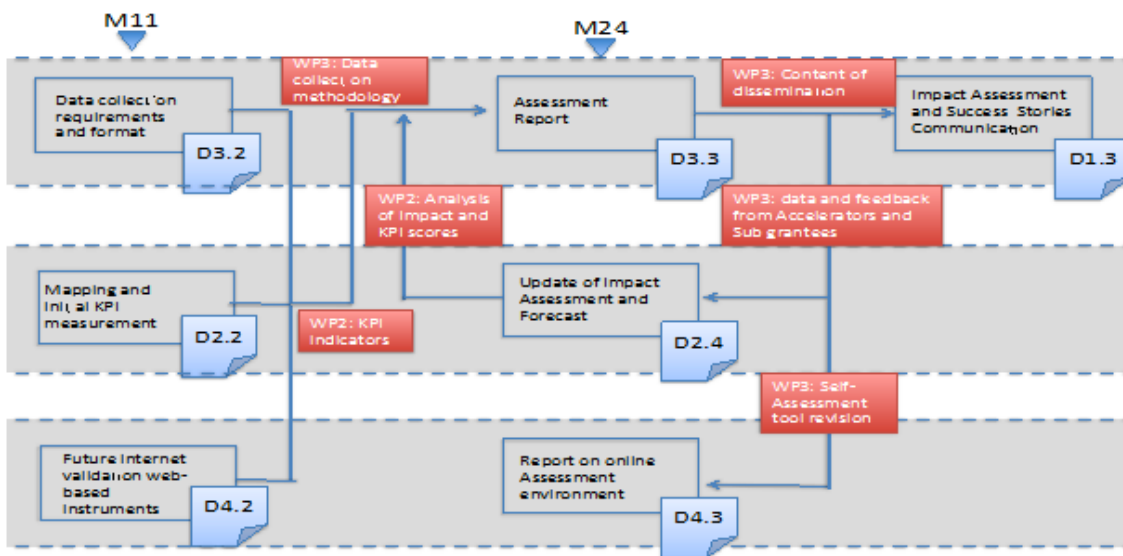 M11
M24
WP3: Data
collection
methodology
WP3: Content of
dissemination
Data collection
requirements
and format
D3.2
Assessment
Report
D3.3
Impact Assessment
and Success Stories
Communication
D1.3
WP2: Analysis
of Impact and
KPI scores
WP3: data and feedback
from Accelerators and
Sub grantees
Mapping and
initial KPI
measurement
D2.2
WP2: KPI
Indicators
Update of Impact
Assessment and
Forecast
D2.4
WP3: Self-
Assessment
tool revision
Future Internet
validation web-
based
Instruments
D4.2
Report on online
Assessment
environment
D4.3